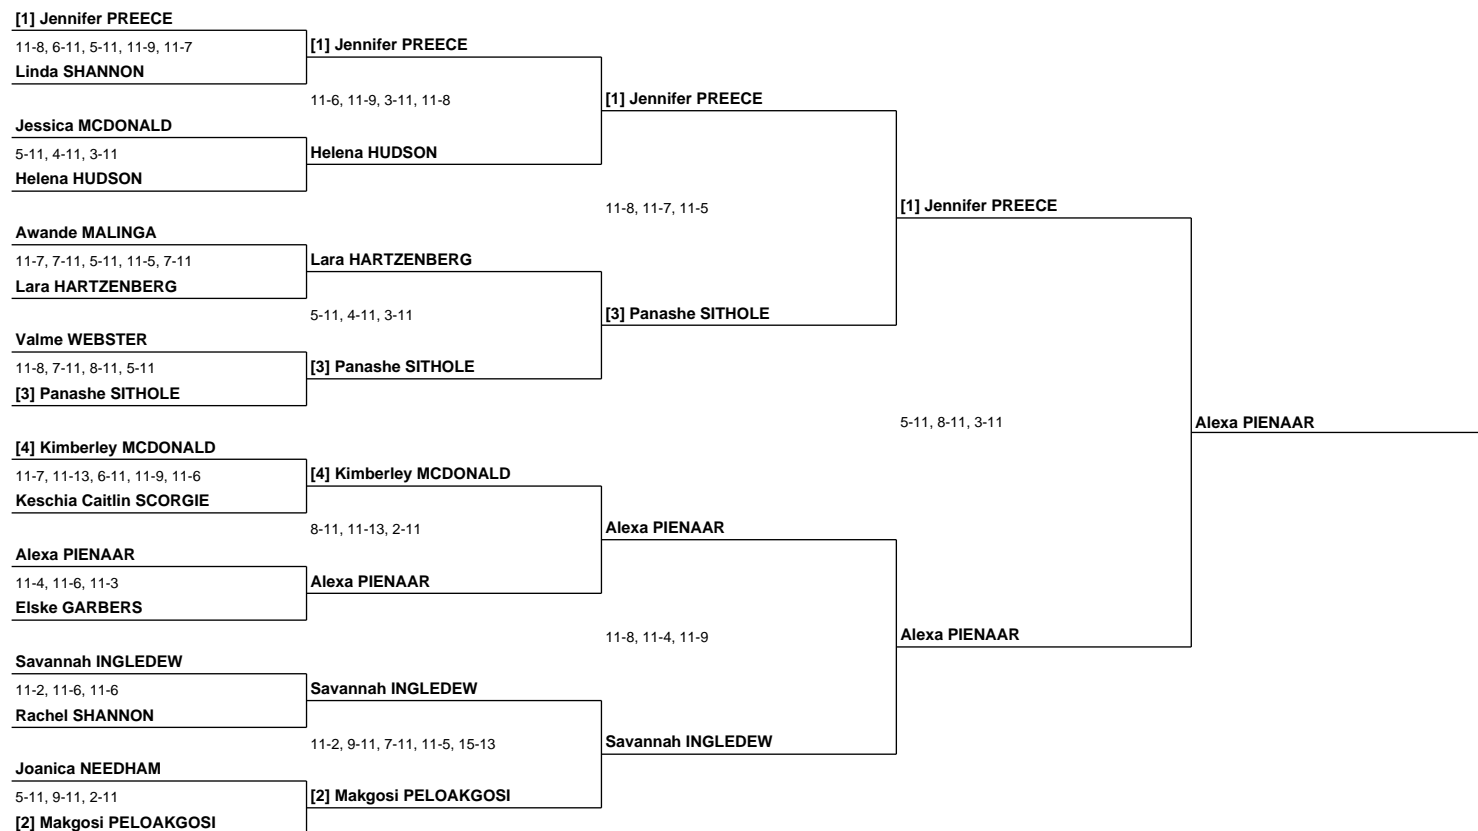 [1] Jennifer PREECE
11-8, 6-11, 5-11, 11-9, 11-7
Linda SHANNON
Jessica MCDONALD
5-11, 4-11, 3-11
Helena HUDSON
Awande MALINGA
11-7, 7-11, 5-11, 11-5, 7-11
Lara HARTZENBERG
Valme WEBSTER
11-8, 7-11, 8-11, 5-11
[3] Panashe SITHOLE
[4] Kimberley MCDONALD
11-7, 11-13, 6-11, 11-9, 11-6
Keschia Caitlin SCORGIE
Alexa PIENAAR
11-4, 11-6, 11-3
Elske GARBERS
Savannah INGLEDEW
11-2, 11-6, 11-6
Rachel SHANNON
Joanica NEEDHAM
5-11, 9-11, 2-11
[2] Makgosi PELOAKGOSI
[1] Jennifer PREECE
11-6, 11-9, 3-11, 11-8
Helena HUDSON
Lara HARTZENBERG
5-11, 4-11, 3-11
[3] Panashe SITHOLE
[4] Kimberley MCDONALD
8-11, 11-13, 2-11
Alexa PIENAAR
Savannah INGLEDEW
11-2, 9-11, 7-11, 11-5, 15-13
[2] Makgosi PELOAKGOSI
[1] Jennifer PREECE
11-8, 11-7, 11-5
[3] Panashe SITHOLE
Alexa PIENAAR
11-8, 11-4, 11-9
Savannah INGLEDEW
[1] Jennifer PREECE
5-11, 8-11, 3-11
Alexa PIENAAR
Alexa PIENAAR